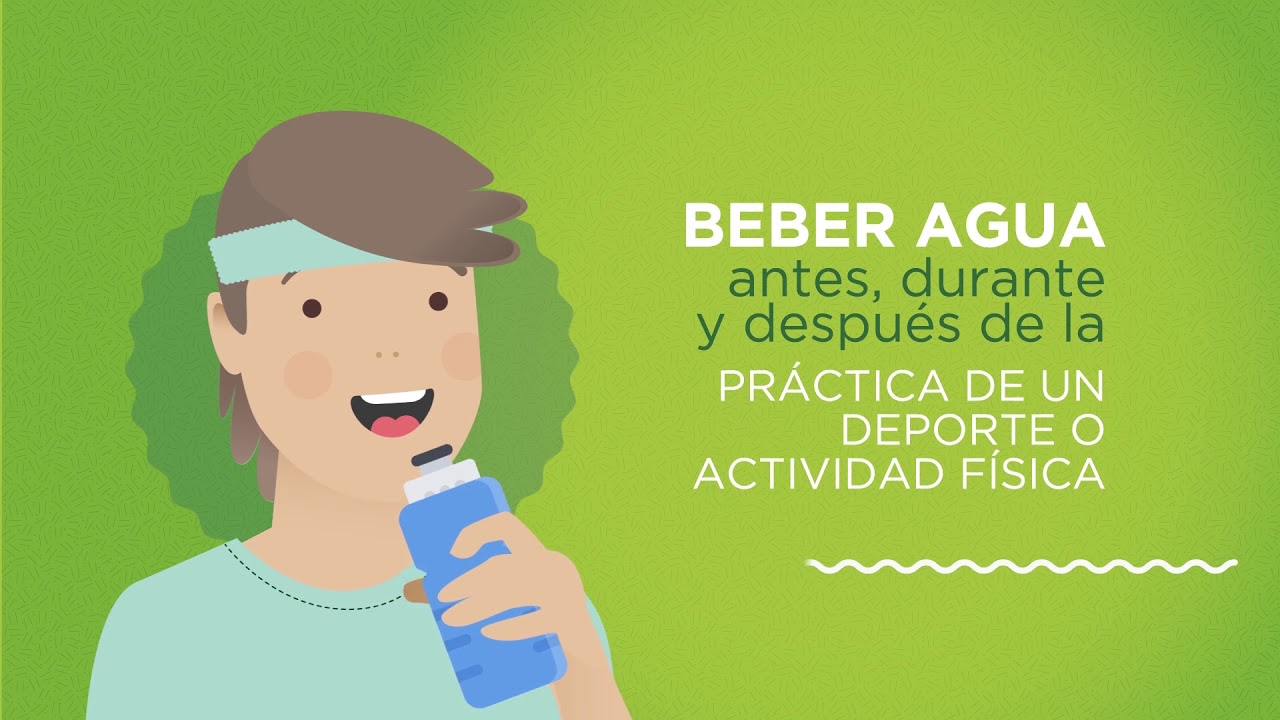 BEBER AGUA
antes, durante
y después de la
PRÁCTICA DE UN
DEPORTE O
ACTIVIDAD FÍSICA